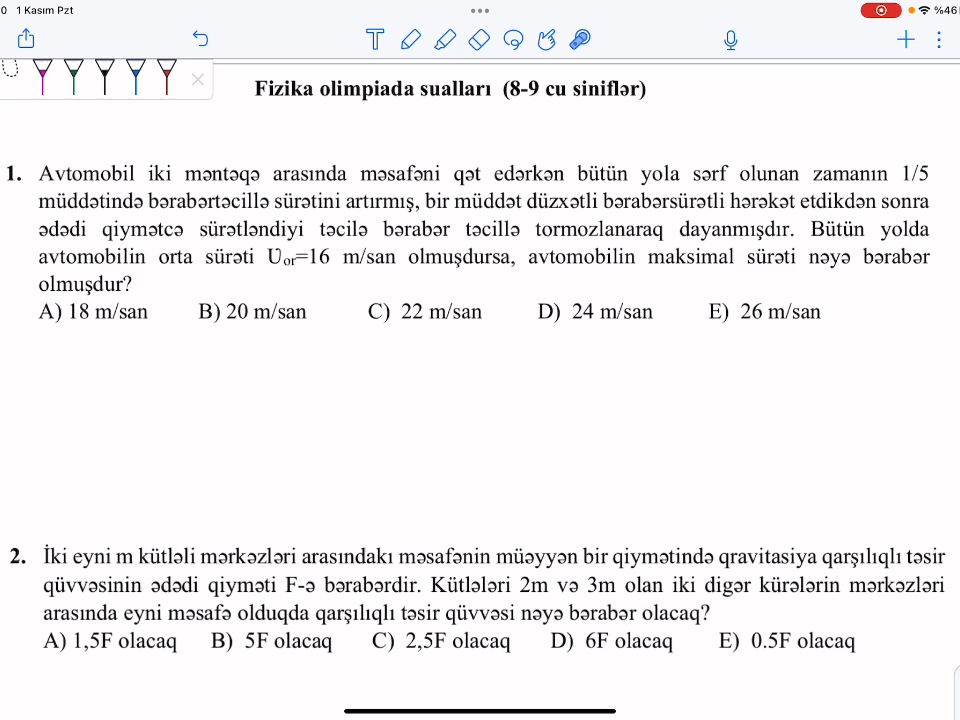 0 1 Kasım Pzt %46
Fizika olimpiada sualları (8-9 cu siniflər)
1. Avtomobil iki məntəqə arasında məsafəni qət edərkən bütün yola sərf olunan zamanın 1/5
müddətində bərabərtəcillə sürətini artırmış, bir müddət düzxətli bərabərsürətli hərəkət etdikdən sonra
ədədi qiymətcə sürətləndiyi təcilə bərabər təcillə tormozlanaraq dayanmışdır. Bütün yolda
avtomobilin orta sürəti Ʋor=16 m/san olmuşdursa, avtomobilin maksimal sürəti nəyə bərabər
olmuşdur?
A) 18 m/san B) 20 m/san C) 22 m/san D) 24 m/san E) 26 m/san
2. İki eyni m kütləli mərkəzləri arasındakı məsafənin müəyyən bir qiymətində qravitasiya qarşılıqlı təsir
qüvvəsinin ədədi qiyməti F-ə bərabərdir. Kütlələri 2m və 3m olan iki digər kürələrin mərkəzləri
arasında eyni məsafə olduqda qarşılıqlı təsir qüvvəsi nəyə bərabər olacaq?
A) 1,5F olacaq B) 5F olacaq C) 2,5F olacaq D) 6F olacaq E) 0.5F olacaq